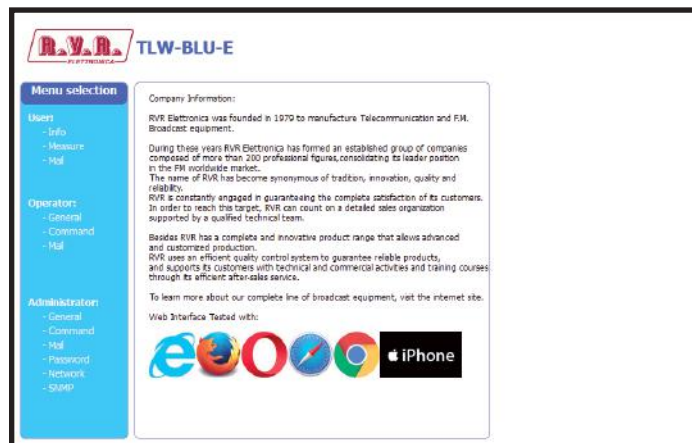 R.V.R.
ELETTRONICA
TLW-BLU-E
Menu selection
User:
- Info
- Measure
- Mail
Operator:
- General
- Command
- Mail
Administrator:
- General
- Command
- Mail
- Password
- Network
- SNMP
Company Information:
RVR Elettronica was founded in 1979 to manufacture Telecommunication and F.M.
Broadcast equipment.
During these years RVR Elettronica has formed an established group of companies
composed of more than 200 professional figures, consolidating its leader position
in the FM worldwide market.
The name of RVR has become synonymous of tradition, innovation, quality and
reliability.
RVR is constantly engaged in guaranteeing the complete satisfaction of its customers.
In order to reach this target, RVR can count on a detailed sales organization
supported by a qualified technical team.
Besides RVR has a complete and innovative product range that allows advanced
and customized production.
RVR uses an efficient quality control system to guarantee reliable products,
and supports its customers with technical and commercial activities and training courses
through its efficient after-sales service.
To learn more about our complete line of broadcast equipment, visit the internet site.
Web Interface Tested with:
iPhone